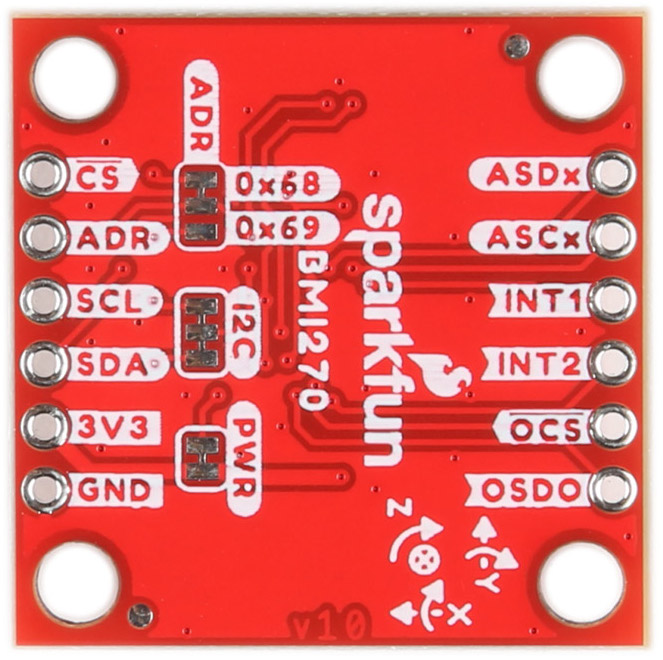 ADR
CS
0x68
ASDx
ADR
0x69
ASCx
sparkfun
BMI270
SCL
I2C
INT1
SDA
INT2
3V3
PWR
OCS
GND
OSDO
Z
Y
X
v10